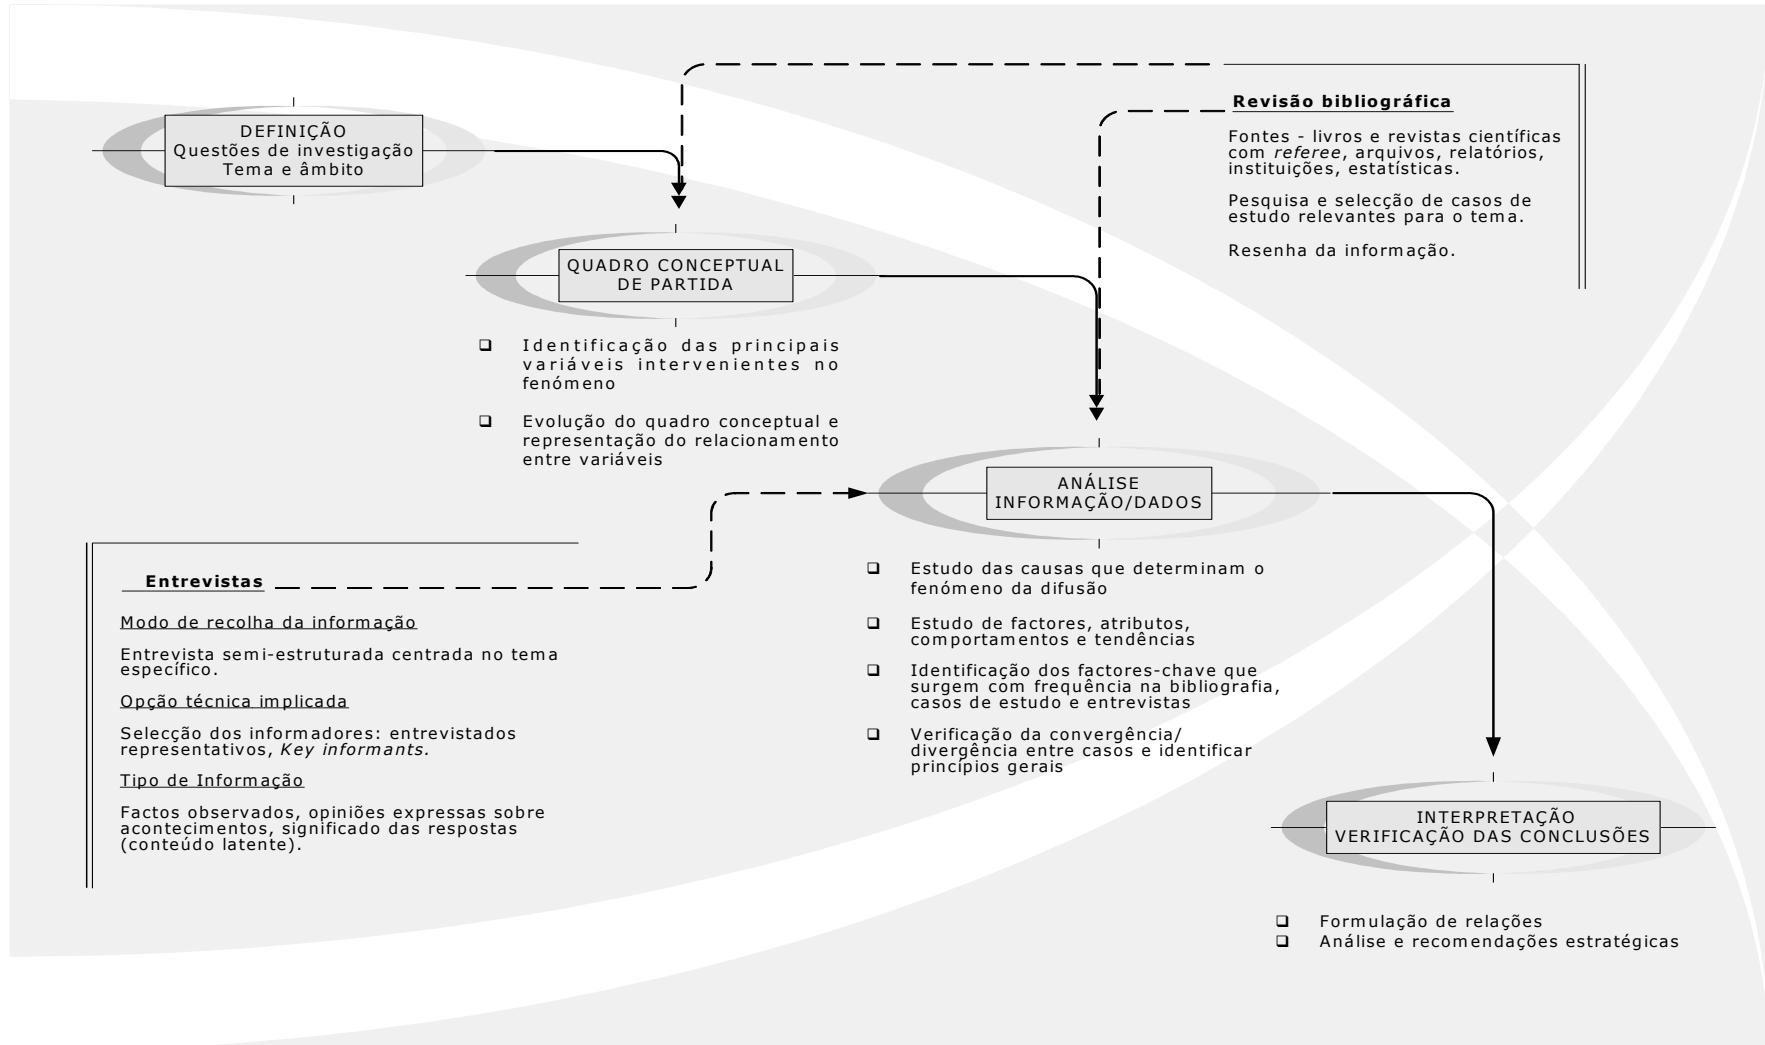 DEFINIÇÃO
Questões de investigação
Tema e âmbito
Revisão bibliográfica
Fontes - livros e revistas científicas
com referee, arquivos, relatórios,
instituições, estatísticas.
Pesquisa e selecção de casos de
estudo relevantes para o tema.
Resenha da informação.
QUADRO CONCEPTUAL
DE PARTIDA
❑ Identificação das principais
variáveis intervenientes no
fenómeno
❑ Evolução do quadro conceptual e
representação do relacionamento
entre variáveis
ANÁLISE
INFORMAÇÃO/DADOS
❑ Estudo das causas que determinam o
fenómeno da difusão
❑ Estudo de factores, atributos,
comportamentos e tendências
❑ Identificação dos factores-chave que
surgem com frequência na bibliografia,
casos de estudo e entrevistas
❑ Verificação da convergência/
divergência entre casos e identificar
princípios gerais
Entrevistas
Modo de recolha da informação
Entrevista semi-estruturada centrada no tema
específico.
Opção técnica implicada
Selecção dos informadores: entrevistados
representativos, Key informants.
Tipo de Informação
Factos observados, opiniões expressas sobre
acontecimentos, significado das respostas
(conteúdo latente).
INTERPRETAÇÃO
VERIFICAÇÃO DAS CONCLUSÕES
❑ Formulação de relações
❑ Análise e recomendações estratégicas